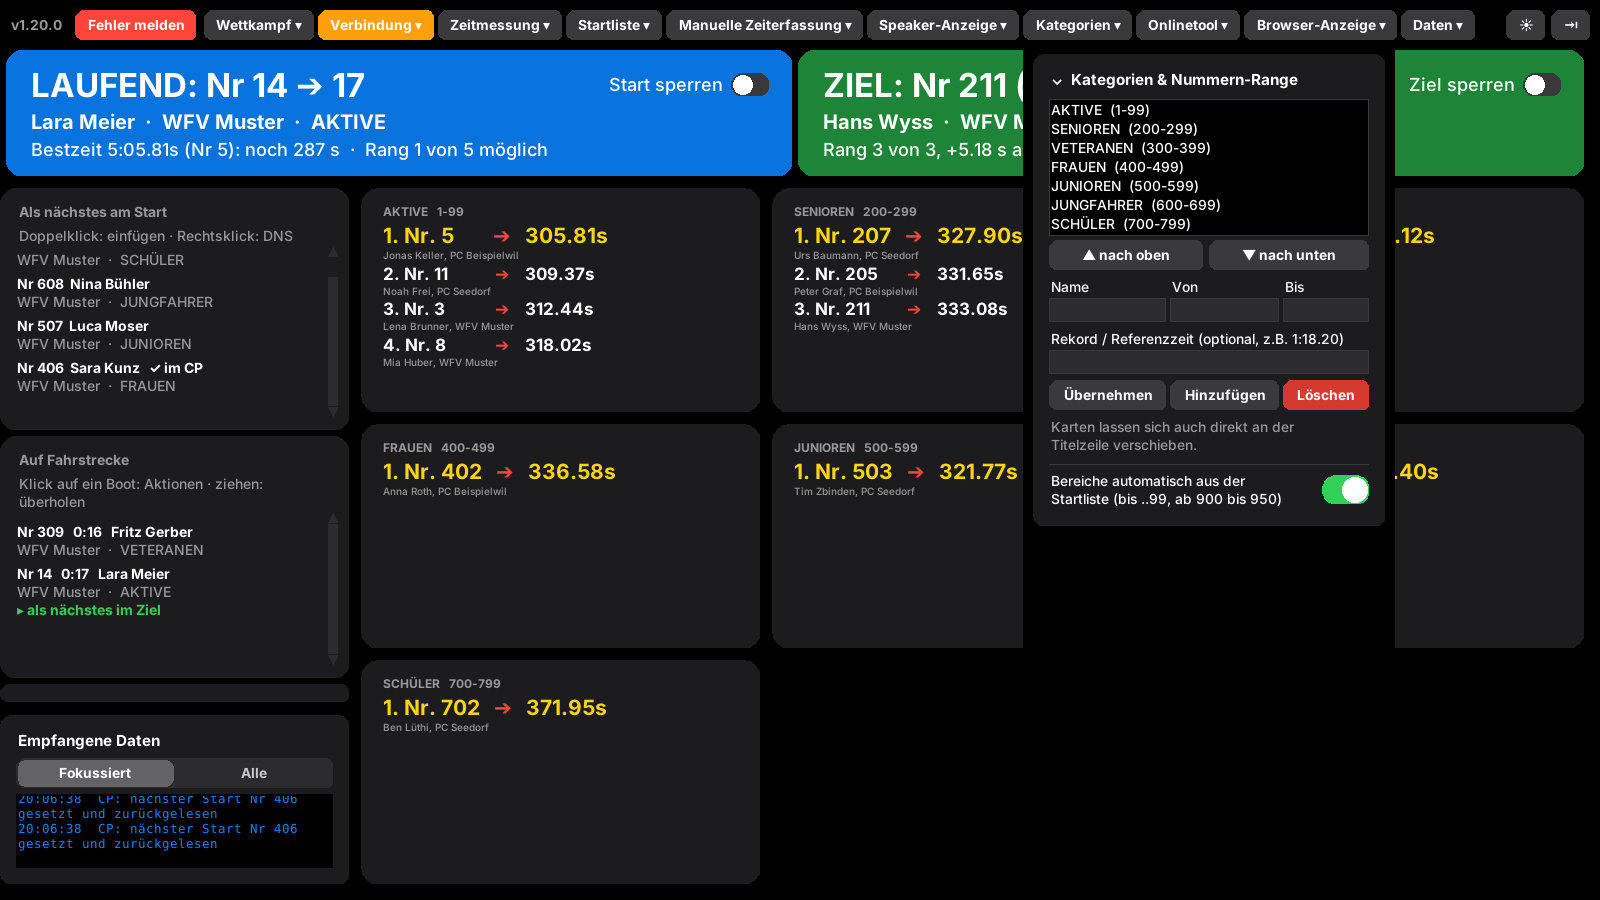 v1.20.0
Fehler melden
Wettkampf ▾
Verbindung ▾
Zeitmessung ▾
Startliste ▾
Manuelle Zeiterfassung ▾
Speaker-Anzeige ▾
Kategorien ▾
Onlinetool ▾
Browser-Anzeige ▾
Daten ▾
LAUFEND: Nr 14 → 17
Start sperren
Lara Meier · WFV Muster · AKTIVE
Bestzeit 5:05.81s (Nr 5): noch 287 s · Rang 1 von 5 möglich
ZIEL: Nr 211 (
Ziel sperren
Hans Wyss · WFV M
Rang 3 von 3, +5.18 s a
Als nächstes am Start
Doppelklick: einfügen · Rechtsklick: DNS
WFV Muster · SCHÜLER
Nr 608 Nina Bühler
WFV Muster · JUNGFAHRER
Nr 507 Luca Moser
WFV Muster · JUNIOREN
Nr 406 Sara Kunz ✓ im CP
WFV Muster · FRAUEN
Auf Fahrstrecke
Klick auf ein Boot: Aktionen · ziehen:
überholen
Nr 309 0:16 Fritz Gerber
WFV Muster · VETERANEN
Nr 14 0:17 Lara Meier
WFV Muster · AKTIVE
▸ als nächstes im Ziel
Empfangene Daten
Fokussiert
Alle
20:06:38 CP: nächster Start Nr 406
gesetzt und zurückgelesen
20:06:38 CP: nächster Start Nr 406
gesetzt und zurückgelesen
AKTIVE 1-99
1. Nr. 5 → 305.81s
Jonas Keller, PC Beispielwil
2. Nr. 11 → 309.37s
Noah Frei, PC Seedorf
3. Nr. 3 → 312.44s
Lena Brunner, WFV Muster
4. Nr. 8 → 318.02s
Mia Huber, WFV Muster
SENIOREN 200-299
1. Nr. 207 → 327.90s
Urs Baumann, PC Seedorf
2. Nr. 205 → 331.65s
Peter Graf, PC Beispielwil
3. Nr. 211 → 333.08s
Hans Wyss, WFV Muster
.12s
FRAUEN 400-499
1. Nr. 402 → 336.58s
Anna Roth, PC Beispielwil
JUNIOREN 500-599
1. Nr. 503 → 321.77s
Tim Zbinden, PC Seedorf
.40s
SCHÜLER 700-799
1. Nr. 702 → 371.95s
Ben Lüthi, PC Seedorf
Kategorien & Nummern-Range
AKTIVE (1-99)
SENIOREN (200-299)
VETERANEN (300-399)
FRAUEN (400-499)
JUNIOREN (500-599)
JUNGFAHRER (600-699)
SCHÜLER (700-799)
▲ nach oben
▼ nach unten
Name
Von
Bis
Rekord / Referenzzeit (optional, z.B. 1:18.20)
Übernehmen
Hinzufügen
Löschen
Karten lassen sich auch direkt an der
Titelzeile verschieben.
Bereiche automatisch aus der
Startliste (bis ..99, ab 900 bis 950)